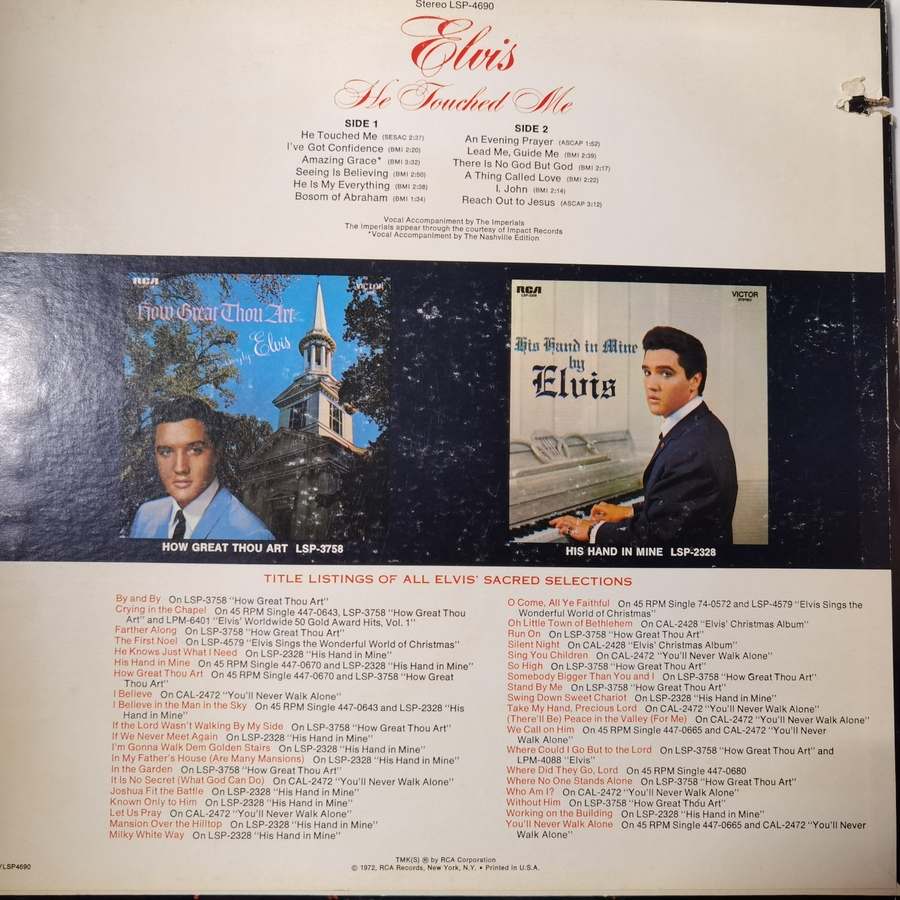 Stereo LSP-4690
Elvis
He Touched Me
SIDE 1
He Touched Me (SESAC 2:37)
I've Got Confidence (BMI 2:20)
Amazing Grace* (BMI 3:32)
Seeing Is Believing (BMI 2:50)
He Is My Everything (BMI 2:38)
Bosom of Abraham (BMI 1:34)
SIDE 2
An Evening Prayer (ASCAP 1:52)
Lead Me, Guide Me (BMI 2:39)
There Is No God But God (BMI 2:17)
A Thing Called Love (BMI 2:22)
I, John (BMI 2:14)
Reach Out to Jesus (ASCAP 3:12)
Vocal Accompaniment by The Imperials
The Imperials appear through the courtesy of Impact Records
*Vocal Accompaniment by The Nashville Edition
RCA
VICTOR
How Great Thou Art
Elvis
HOW GREAT THOU ART LSP-3758
RCA
LSP-2328
VICTOR
STEREO
His Hand in Mine
by
Elvis
HIS HAND IN MINE LSP-2328
TITLE LISTINGS OF ALL ELVIS' SACRED SELECTIONS
By and By On LSP-3758 "How Great Thou Art"
Crying in the Chapel On 45 RPM Single 447-0643, LSP-3758 "How Great Thou
Art" and LPM-6401 "Elvis' Worldwide 50 Gold Award Hits, Vol. 1"
Farther Along On LSP-3758 "How Great Thou Art"
The First Noel On LSP-4579 "Elvis Sings the Wonderful World of Christmas"
He Knows Just What I Need On LSP-2328 "His Hand in Mine"
His Hand in Mine On 45 RPM Single 447-0670 and LSP-2328 "His Hand in Mine"
How Great Thou Art On 45 RPM Single 447-0670 and LSP-3758 "How Great
Thou Art"
I Believe On CAL-2472 "You'll Never Walk Alone"
I Believe in the Man in the Sky On 45 RPM Single 447-0643 and LSP-2328 "His
Hand in Mine"
If the Lord Wasn't Walking By My Side On LSP-3758 "How Great Thou Art"
If We Never Meet Again On LSP-2328 "His Hand in Mine"
I'm Gonna Walk Dem Golden Stairs On LSP-2328 "His Hand in Mine"
In My Father's House (Are Many Mansions) On LSP-2328 "His Hand in Mine"
In the Garden On LSP-3758 "How Great Thou Art"
It Is No Secret (What God Can Do) On CAL-2472 "You'll Never Walk Alone"
Joshua Fit the Battle On LSP-2328 "His Hand in Mine"
Known Only to Him On LSP-2328 "His Hand in Mine"
Let Us Pray On CAL-2472 "You'll Never Walk Alone"
Mansion Over the Hilltop On LSP-2328 "His Hand in Mine"
Milky White Way On LSP-2328 "His Hand in Mine"
O Come, All Ye Faithful On 45 RPM Single 74-0572 and LSP-4579 "Elvis Sings the
Wonderful World of Christmas"
Oh Little Town of Bethlehem On CAL-2428 "Elvis' Christmas Album"
Run On On LSP-3758 "How Great Thou Art"
Silent Night On CAL-2428 "Elvis' Christmas Album"
Sing You Children On CAL-2472 "You'll Never Walk Alone"
So High On LSP-3758 "How Great Thou Art"
Somebody Bigger Than You and I On LSP-3758 "How Great Thou Art"
Stand By Me On LSP-3758 "How Great Thou Art"
Swing Down Sweet Chariot On LSP-2328 "His Hand in Mine"
Take My Hand, Precious Lord On CAL-2472 "You'll Never Walk Alone"
(There'll Be) Peace in the Valley (For Me) On CAL-2472 "You'll Never Walk Alone"
We Call on Him On 45 RPM Single 447-0665 and CAL-2472 "You'll Never
Walk Alone"
Where Could I Go But to the Lord On LSP-3758 "How Great Thou Art" and
LPM-4088 "Elvis"
Where Did They Go, Lord On 45 RPM Single 447-0680
Where No One Stands Alone On LSP-3758 "How Great Thou Art"
Who Am I? On CAL-2472 "You'll Never Walk Alone"
Without Him On LSP-3758 "How Great Thou Art"
Working on the Building On LSP-2328 "His Hand in Mine"
You'll Never Walk Alone On 45 RPM Single 447-0665 and CAL-2472 "You'll Never
Walk Alone"
LSP4690
TMK(S) ® by RCA Corporation
© 1972, RCA Records, New York, N.Y. • Printed in U.S.A.